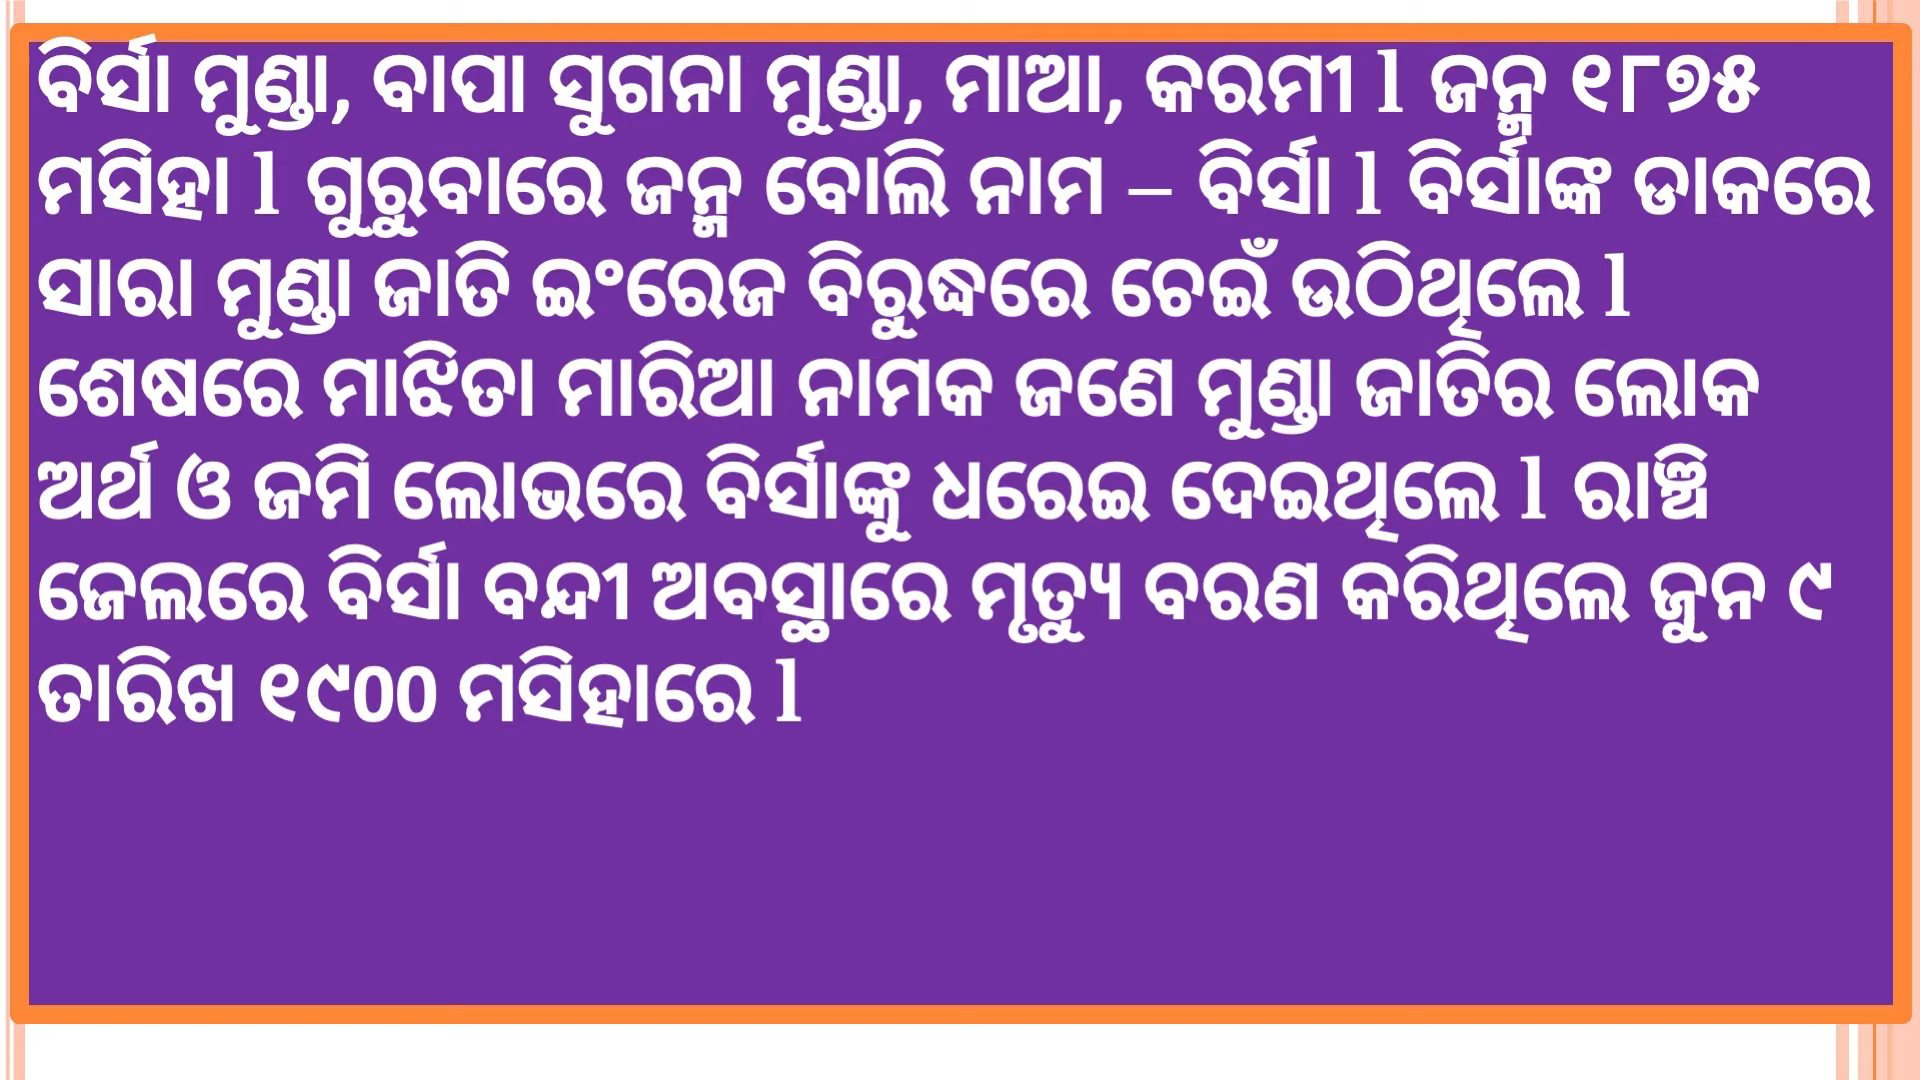 ବିର୍ସା ମୁଣ୍ଡା, ବାପା ସୁଗନା ମୁଣ୍ଡା, ମାଆ, କରମୀ l ଜନ୍ମ ୧୮୭୫
ମସିହା l ଗୁରୁବାରେ ଜନ୍ମ ବୋଲି ନାମ – ବିର୍ସା l ବିର୍ସାଙ୍କ ଡାକରେ
ସାରା ମୁଣ୍ଡା ଜାତି ଇଂରେଜ ବିରୁଦ୍ଧରେ ଚେଇଁ ଉଠିଥିଲେ l
ଶେଷରେ ମାଝିତା ମାରିଆ ନାମକ ଜଣେ ମୁଣ୍ଡା ଜାତିର ଲୋକ
ଅର୍ଥ ଓ ଜମି ଲୋଭରେ ବିର୍ସାଙ୍କୁ ଧରେଇ ଦେଇଥିଲେ l ରାଞ୍ଚି
ଜେଲରେ ବିର୍ସା ବନ୍ଦୀ ଅବସ୍ଥାରେ ମୃତ୍ୟୁ ବରଣ କରିଥିଲେ ଜୁନ ୯
ତାରିଖ ୧୯୦୦ ମସିହାରେ l